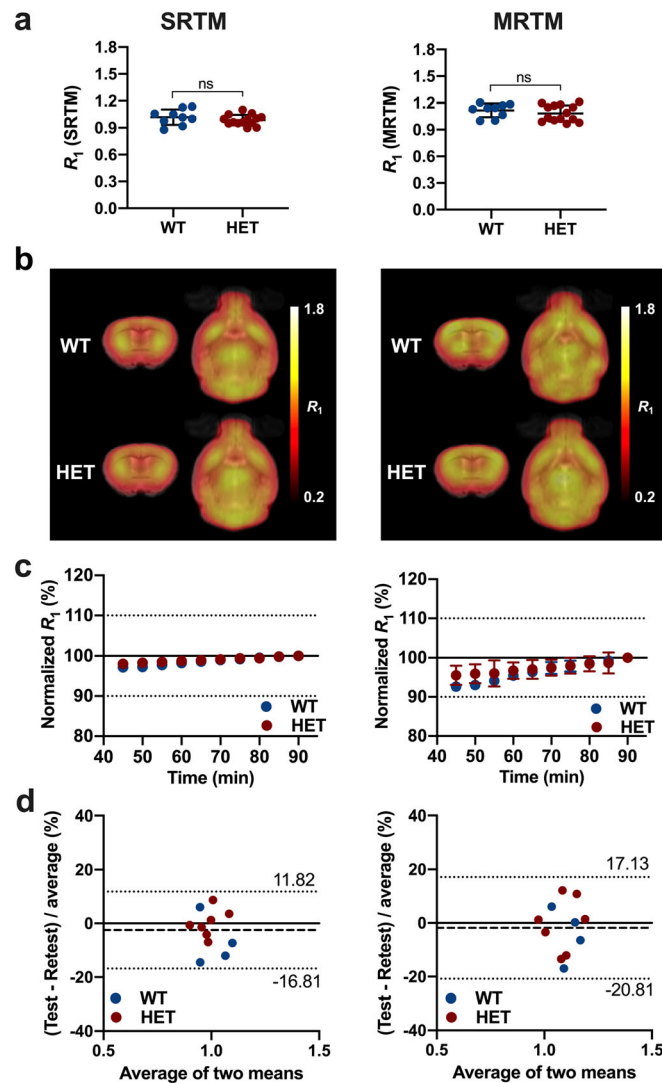 a
SRTM
MRTM
R1 (SRTM)
1.8
1.5
1.2
0.9
0.6
0.3
0.0
ns
WT
HET
R1 (MRTM)
1.8
1.5
1.2
0.9
0.6
0.3
0.0
ns
WT
HET
b
WT
HET
1.8
R1
0.2
WT
HET
1.8
R1
0.2
c
Normalized R1 (%)
120
110
100
90
80
WT
HET
40 50 60 70 80 90
Time (min)
Normalized R1 (%)
120
110
100
90
80
WT
HET
40 50 60 70 80 90
Time (min)
d
(Test - Retest) / average (%)
40
20
0
-20
-40
11.82
-16.81
WT
HET
0.5 1.0 1.5
Average of two means
(Test - Retest) / average (%)
40
20
0
-20
-40
17.13
-20.81
WT
HET
0.5 1.0 1.5
Average of two means